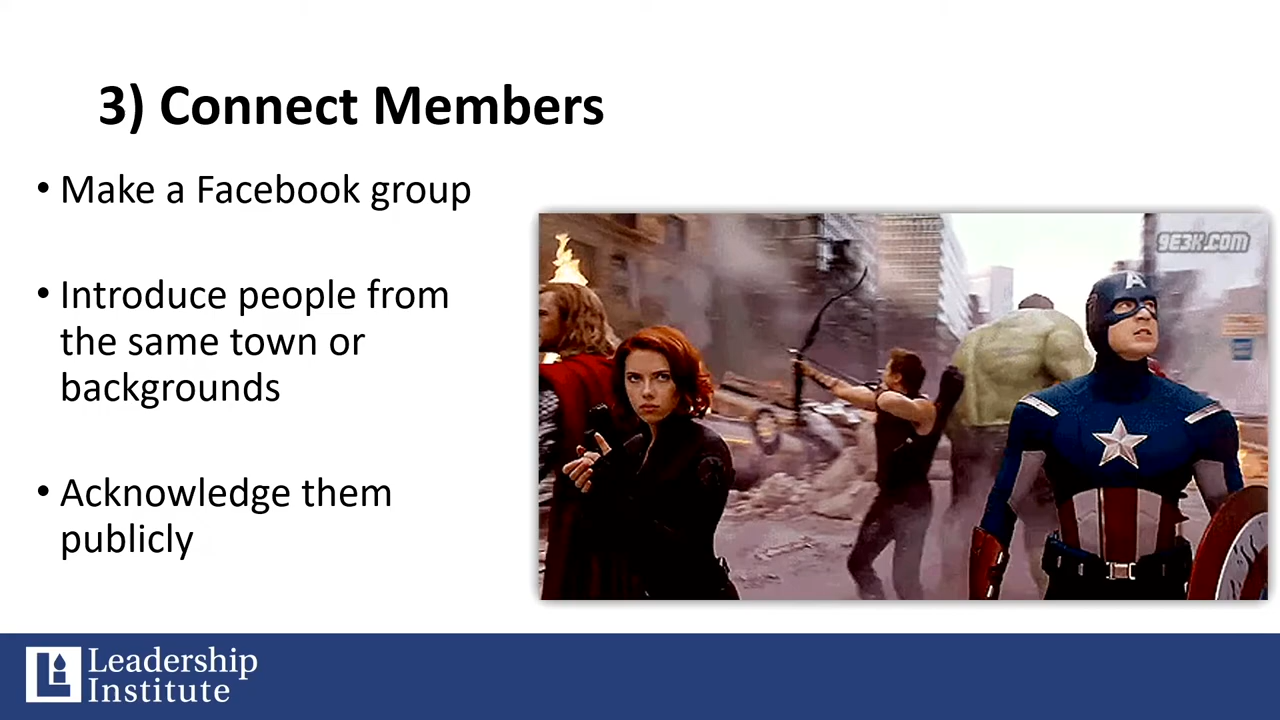 3) Connect Members
• Make a Facebook group
• Introduce people from
the same town or
backgrounds
• Acknowledge them
publicly
9E3K.COM
A
Leadership
Institute